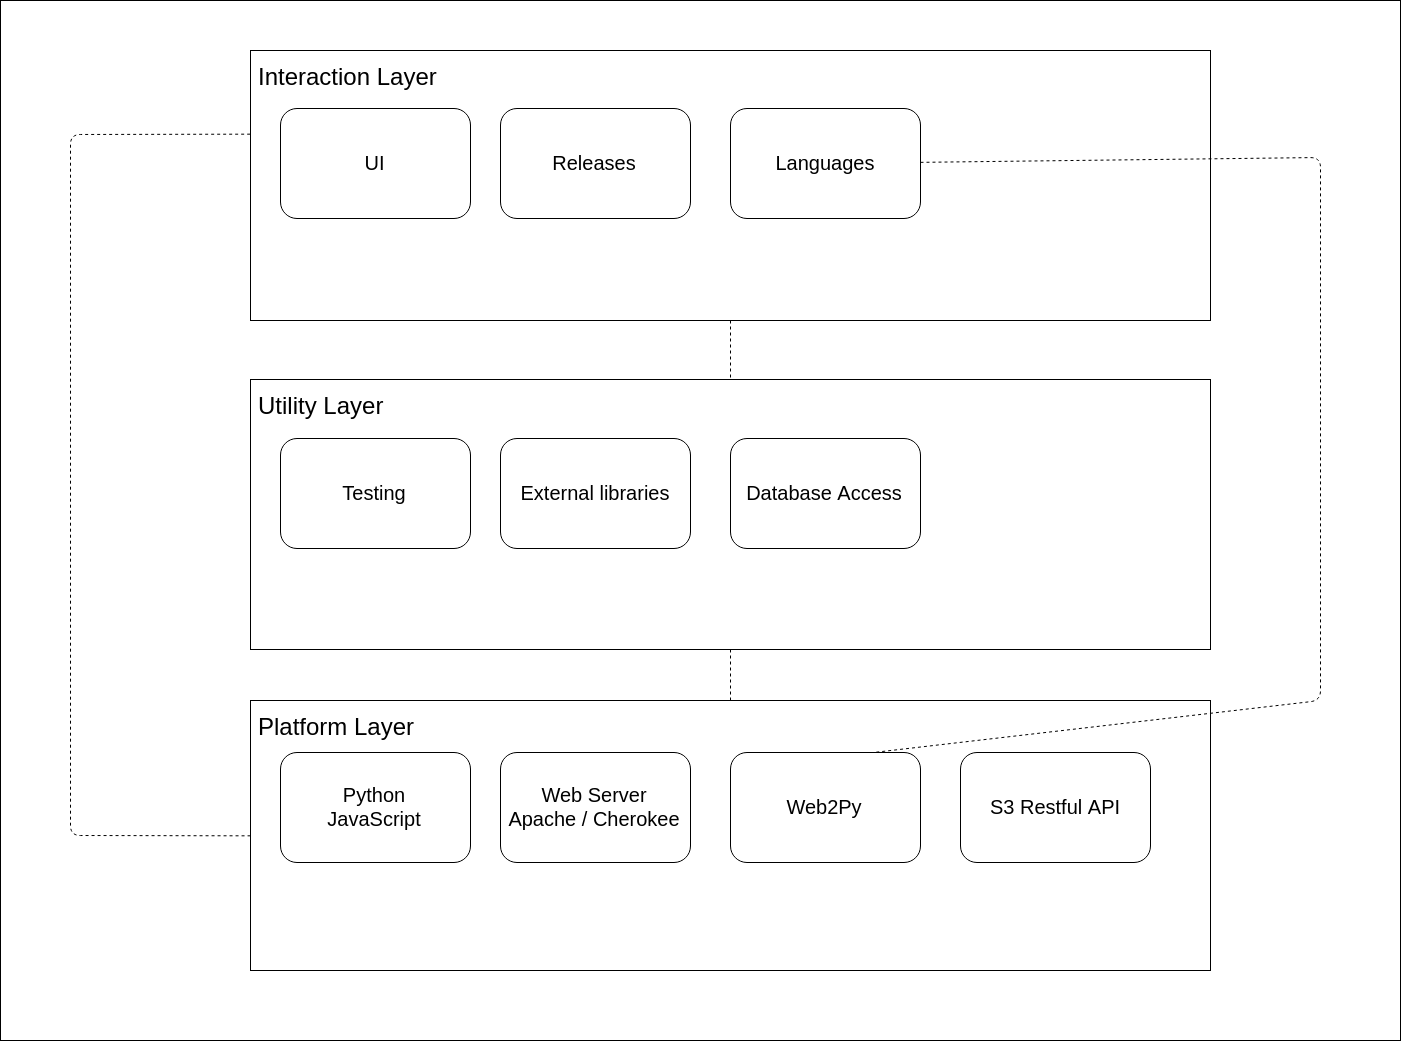 Interaction Layer
UI
Releases
Languages
Utility Layer
Testing
External libraries
Database Access
Platform Layer
Python
JavaScript
Web Server
Apache / Cherokee
Web2Py
S3 Restful API